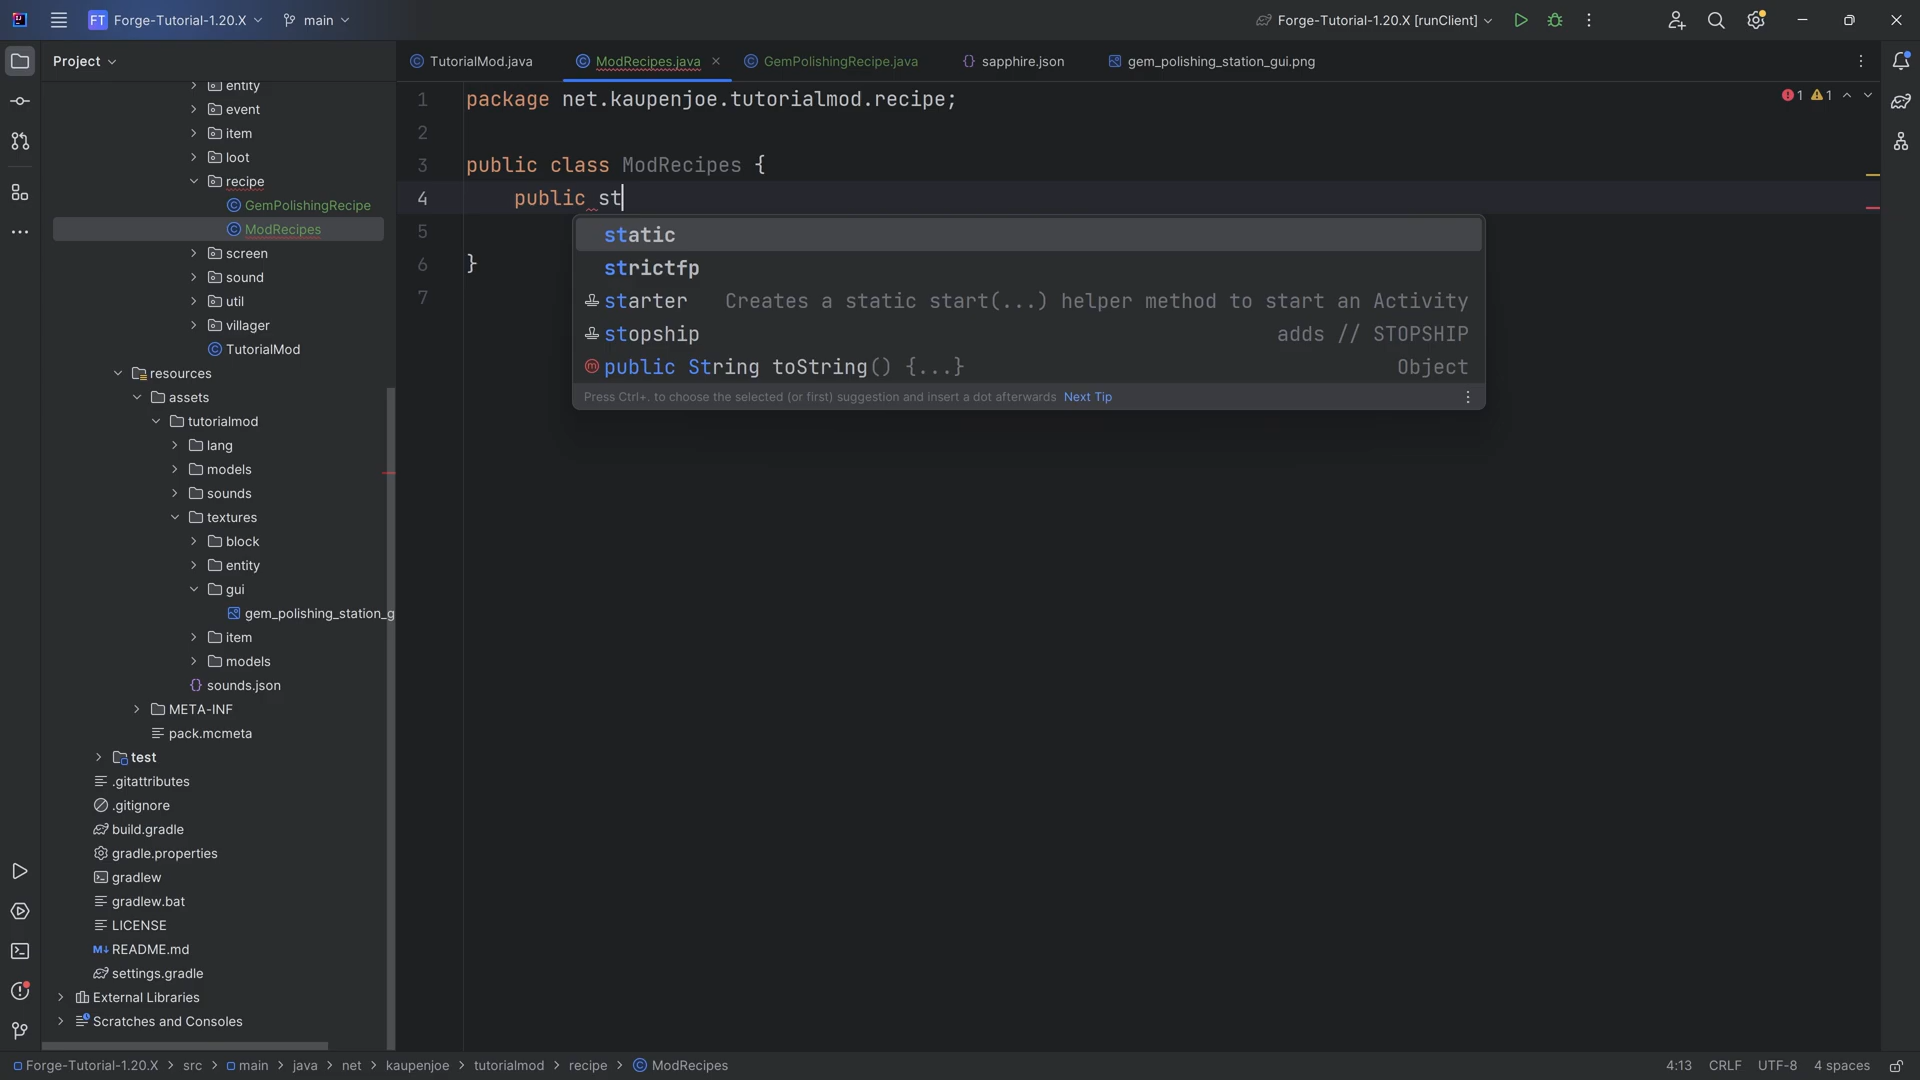 FT Forge-Tutorial-1.20.X main Forge-Tutorial-1.20.X [runClient]
Project
TutorialMod.java ModRecipes.java GemPolishingRecipe.java {} sapphire.json gem_polishing_station_gui.png
entity
event
item
loot
recipe
GemPolishingRecipe
ModRecipes
screen
sound
util
villager
TutorialMod
resources
assets
tutorialmod
lang
models
sounds
textures
block
entity
gui
gem_polishing_station_g
item
models
{} sounds.json
META-INF
pack.mcmeta
test
.gitattributes
.gitignore
build.gradle
gradle.properties
gradlew
gradlew.bat
LICENSE
M↓ README.md
settings.gradle
External Libraries
Scratches and Consoles
1 package net.kaupenjoe.tutorialmod.recipe;
1 1
2
3 public class ModRecipes {
4 public st
5
6 }
7
static
strictfp
starter Creates a static start(...) helper method to start an Activity
stopship adds // STOPSHIP
public String toString() {...} Object
Press Ctrl+. to choose the selected (or first) suggestion and insert a dot afterwards Next Tip
Forge-Tutorial-1.20.X > src > main > java > net > kaupenjoe > tutorialmod > recipe > ModRecipes
4:13 CRLF UTF-8 4 spaces